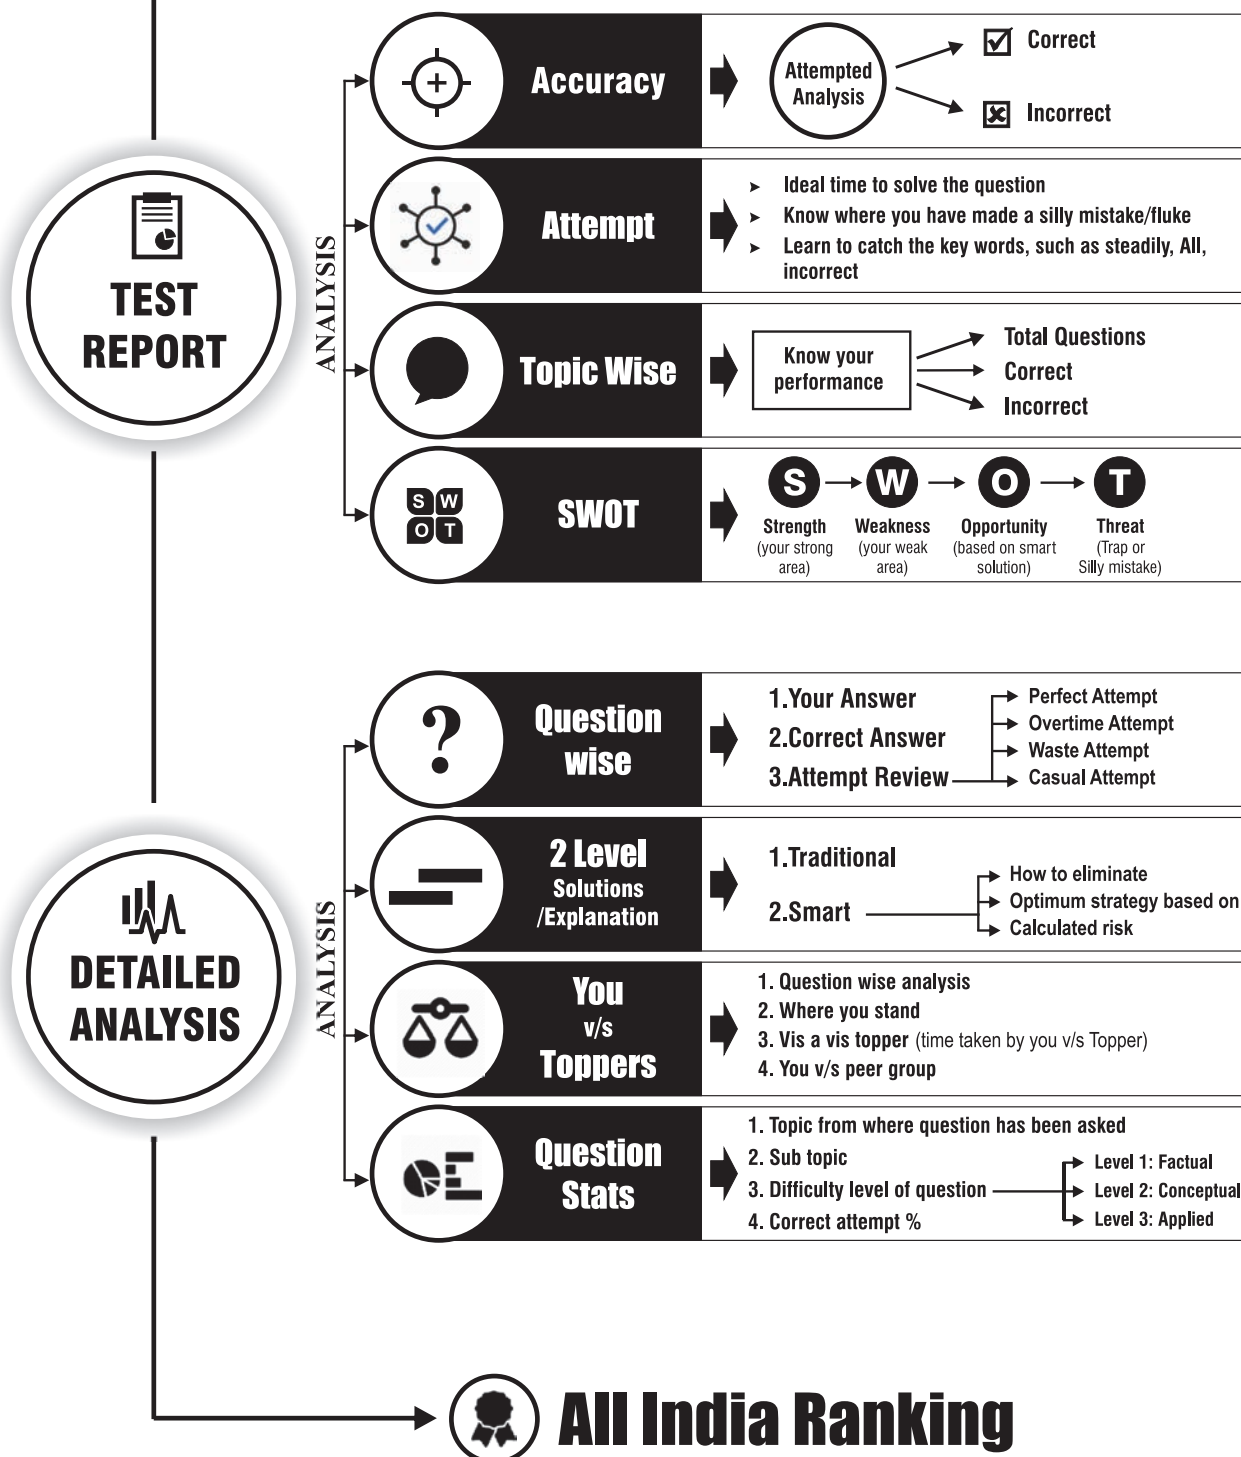 TEST
REPORT
ANALYSIS
Accuracy
Attempted
Analysis
Correct
Incorrect
Attempt
➤ Ideal time to solve the question
➤ Know where you have made a silly mistake/fluke
➤ Learn to catch the key words, such as steadily, All,
incorrect
Topic Wise
Know your
performance
Total Questions
Correct
Incorrect
S W
O T
SWOT
S W O T
Strength Weakness Opportunity Threat
(your strong (your weak (based on smart (Trap or
area) area) solution) Silly mistake)
DETAILED
ANALYSIS
ANALYSIS
?
Question
wise
1.Your Answer
2.Correct Answer
3.Attempt Review
Perfect Attempt
Overtime Attempt
Waste Attempt
Casual Attempt
2 Level
Solutions
/Explanation
1.Traditional
2.Smart
How to eliminate
Optimum strategy based on
Calculated risk
You
v/s
Toppers
1. Question wise analysis
2. Where you stand
3. Vis a vis topper (time taken by you v/s Topper)
4. You v/s peer group
Question
Stats
1. Topic from where question has been asked
2. Sub topic
3. Difficulty level of question
4. Correct attempt %
Level 1: Factual
Level 2: Conceptual
Level 3: Applied
All India Ranking